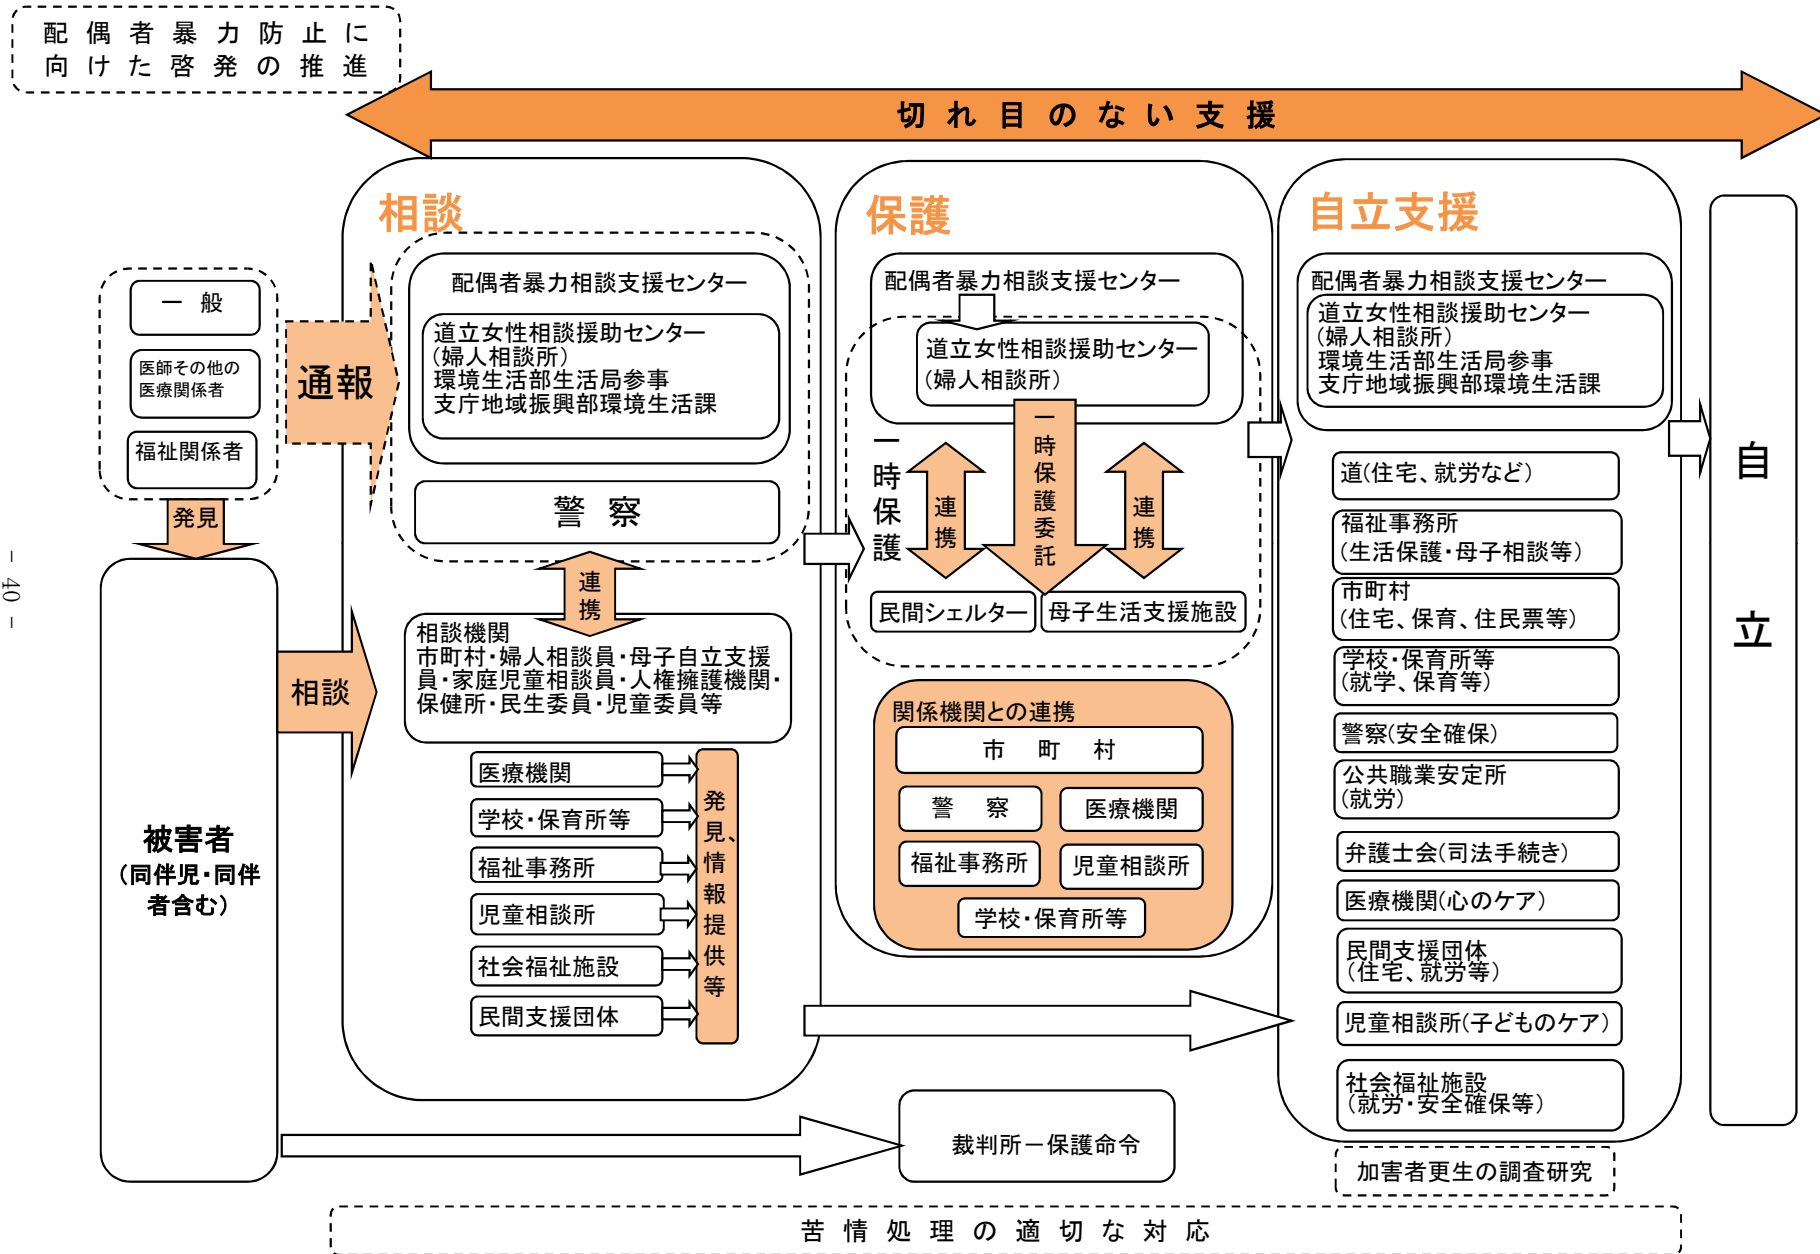 配偶者暴力防止に
向けた啓発の推進
切れ目のない支援
相談
配偶者暴力相談支援センター
道立女性相談援助センター
(婦人相談所)
環境生活部生活局参事
支庁地域振興部環境生活課
警察
連携
相談機関
市町村・婦人相談員・母子自立支援
員・家庭児童相談員・人権擁護機関・
保健所・民生委員・児童委員等
医療機関
学校・保育所等
福祉事務所
児童相談所
社会福祉施設
民間支援団体
発見、情報提供等
一般
医師その他の
医療関係者
福祉関係者
通報
発見
被害者
(同伴児・同伴
者含む)
相談
保護
配偶者暴力相談支援センター
道立女性相談援助センター
(婦人相談所)
一時保護
連携
一時保護委託
連携
民間シェルター
母子生活支援施設
関係機関との連携
市町村
警察
医療機関
福祉事務所
児童相談所
学校・保育所等
裁判所－保護命令
自立支援
配偶者暴力相談支援センター
道立女性相談援助センター
(婦人相談所)
環境生活部生活局参事
支庁地域振興部環境生活課
道(住宅、就労など)
福祉事務所
(生活保護・母子相談等)
市町村
(住宅、保育、住民票等)
学校・保育所等
(就学、保育等)
警察(安全確保)
公共職業安定所
(就労)
弁護士会(司法手続き)
医療機関(心のケア)
民間支援団体
(住宅、就労等)
児童相談所(子どものケア)
社会福祉施設
(就労・安全確保等)
加害者更生の調査研究
自立
苦情処理の適切な対応
－ 40 －